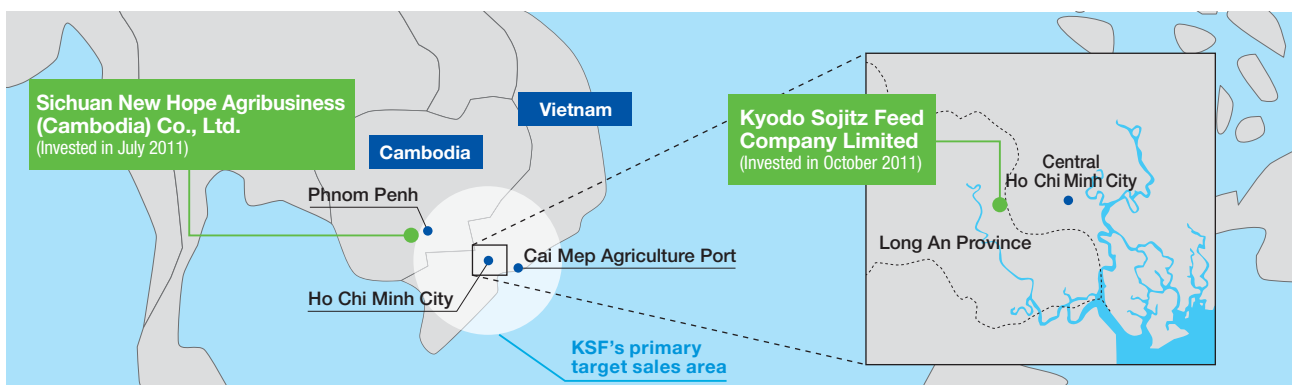 Sichuan New Hope Agribusiness
(Cambodia) Co., Ltd.
(Invested in July 2011)
Vietnam
Cambodia
Phnom Penh
Cai Mep Agriculture Port
Ho Chi Minh City
KSF's primary
target sales area
Kyodo Sojitz Feed
Company Limited
(Invested in October 2011)
Central
Ho Chi Minh City
Long An Province